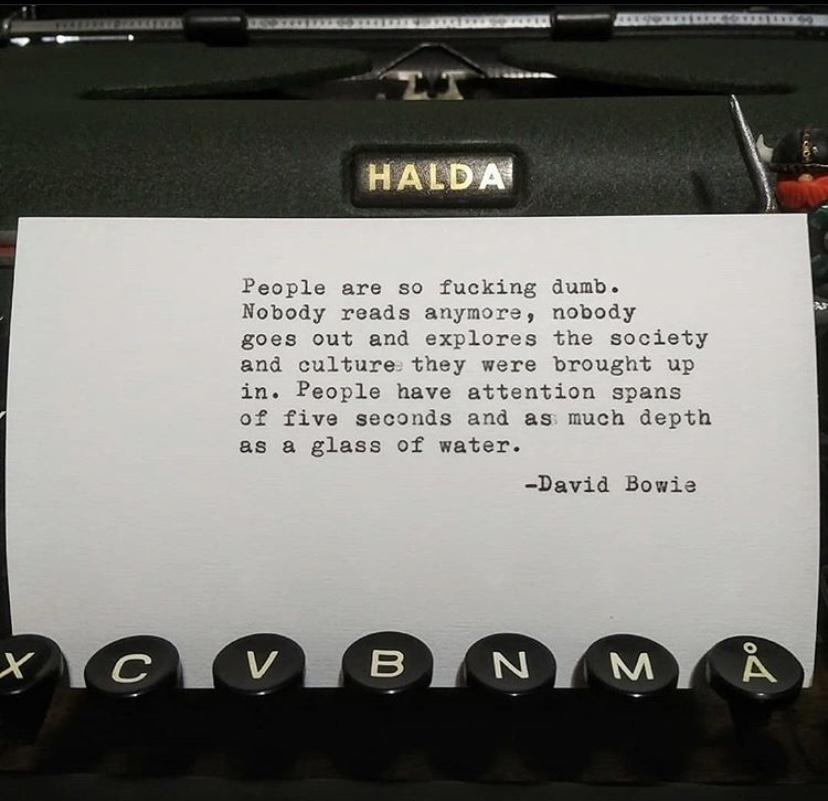 HALDA
People are so fucking dumb.
Nobody reads anymore, nobody
goes out and explores the society
and culture they were brought up
in. People have attention spans
of five seconds and as much depth
as a glass of water.
-David Bowie
X C V B N M Å